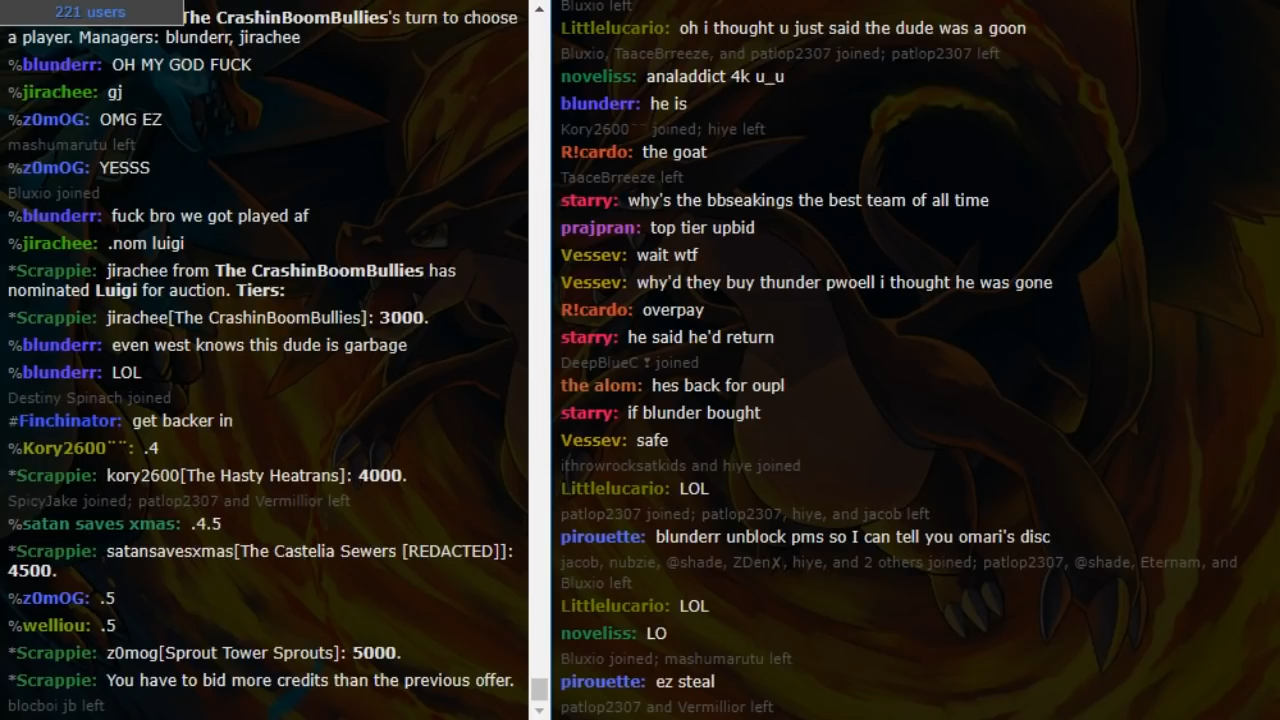 221 users
The CrashinBoomBullies's turn to choose
a player. Managers: blunderr, jirachee
%blunderr: OH MY GOD FUCK
%jirachee: gj
%z0mOG: OMG EZ
mashumarutu left
%z0mOG: YESSS
Bluxio joined
%blunderr: fuck bro we got played af
%jirachee: .nom luigi
*Scrappie: jirachee from The CrashinBoomBullies has
nominated Luigi for auction. Tiers:
*Scrappie: jirachee[The CrashinBoomBullies]: 3000.
%blunderr: even west knows this dude is garbage
%blunderr: LOL
Destiny Spinach joined
#Finchinator: get backer in
%Kory2600¨¨: .4
*Scrappie: kory2600[The Hasty Heatrans]: 4000.
SpicyJake joined; patlop2307 and Vermillior left
%satan saves xmas: .4.5
*Scrappie: satansavesxmas[The Castelia Sewers [REDACTED]]:
4500.
%z0mOG: .5
%welliou: .5
*Scrappie: z0mog[Sprout Tower Sprouts]: 5000.
*Scrappie: You have to bid more credits than the previous offer.
blocboi jb left
Bluxio left
Littlelucario: oh i thought u just said the dude was a goon
Bluxio, TaaceBrreeze, and patlop2307 joined; patlop2307 left
noveliss: analaddict 4k u_u
blunderr: he is
Kory2600¨¨ joined; hiye left
R!cardo: the goat
TaaceBrreeze left
starry: why's the bbseakings the best team of all time
prajpran: top tier upbid
Vessev: wait wtf
Vessev: why'd they buy thunder pwoell i thought he was gone
R!cardo: overpay
starry: he said he'd return
DeepBlueC ❢ joined
the alom: hes back for oupl
starry: if blunder bought
Vessev: safe
ithrowrocksatkids and hiye joined
Littlelucario: LOL
patlop2307 joined; patlop2307, hiye, and jacob left
pirouette: blunderr unblock pms so I can tell you omari's disc
jacob, nubzie, @shade, ZDen✗, hiye, and 2 others joined; patlop2307, @shade, Eternam, and
Bluxio left
Littlelucario: LOL
noveliss: LO
Bluxio joined; mashumarutu left
pirouette: ez steal
patlop2307 and Vermillior left